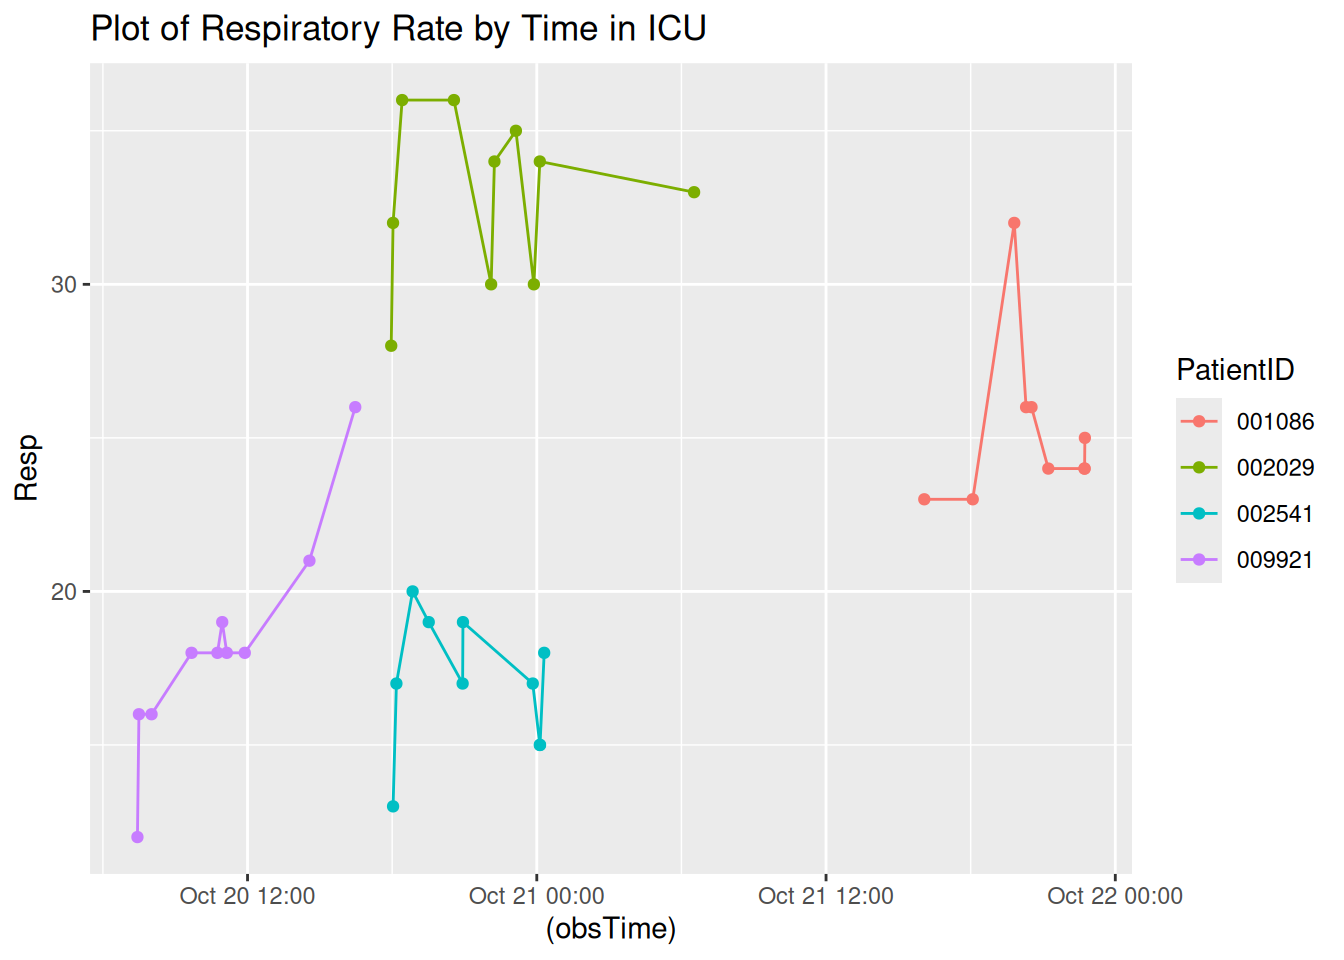 Plot of Respiratory Rate by Time in ICU
Resp
30
20
Oct 20 12:00
Oct 21 00:00
Oct 21 12:00
Oct 22 00:00
(obsTime)
PatientID
001086
002029
002541
009921